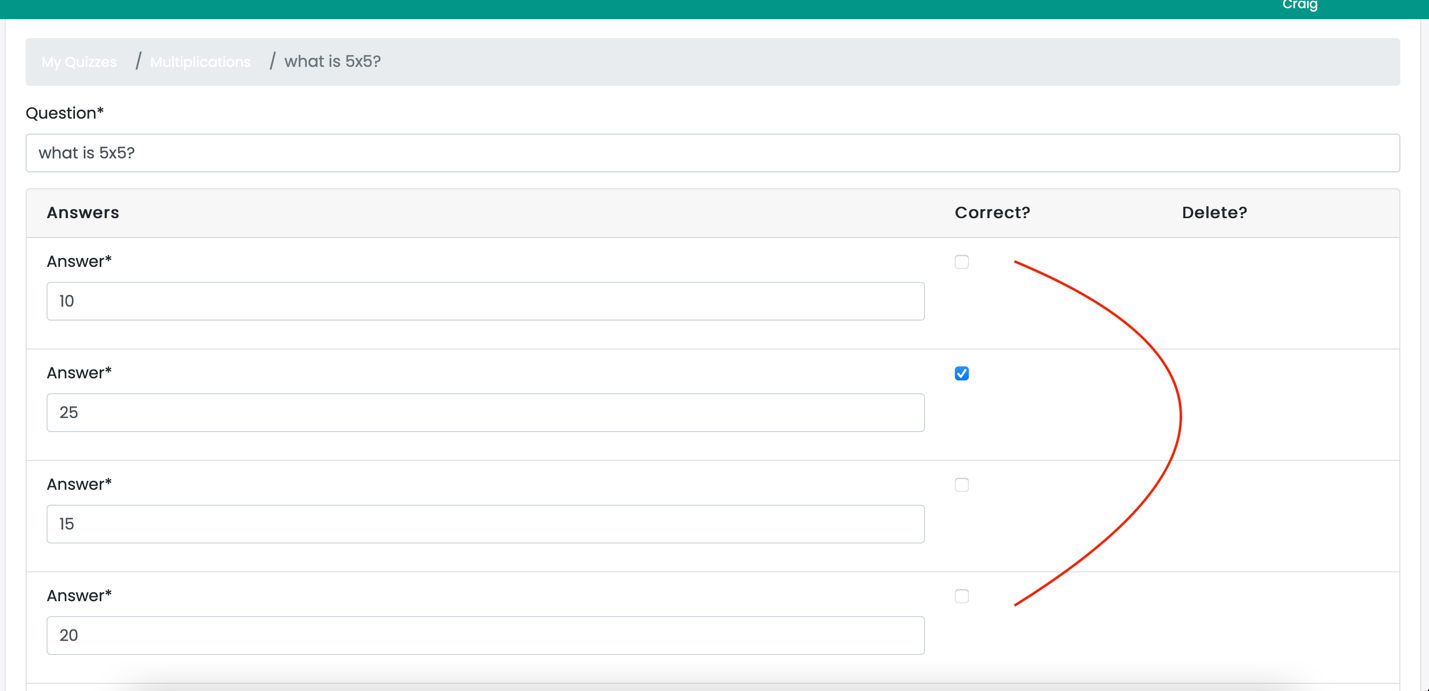 Craig
My Quizzes / Multiplications / what is 5x5?
Question*
what is 5x5?
Answers Correct? Delete?
Answer*
10
Answer*
25
Answer*
15
Answer*
20